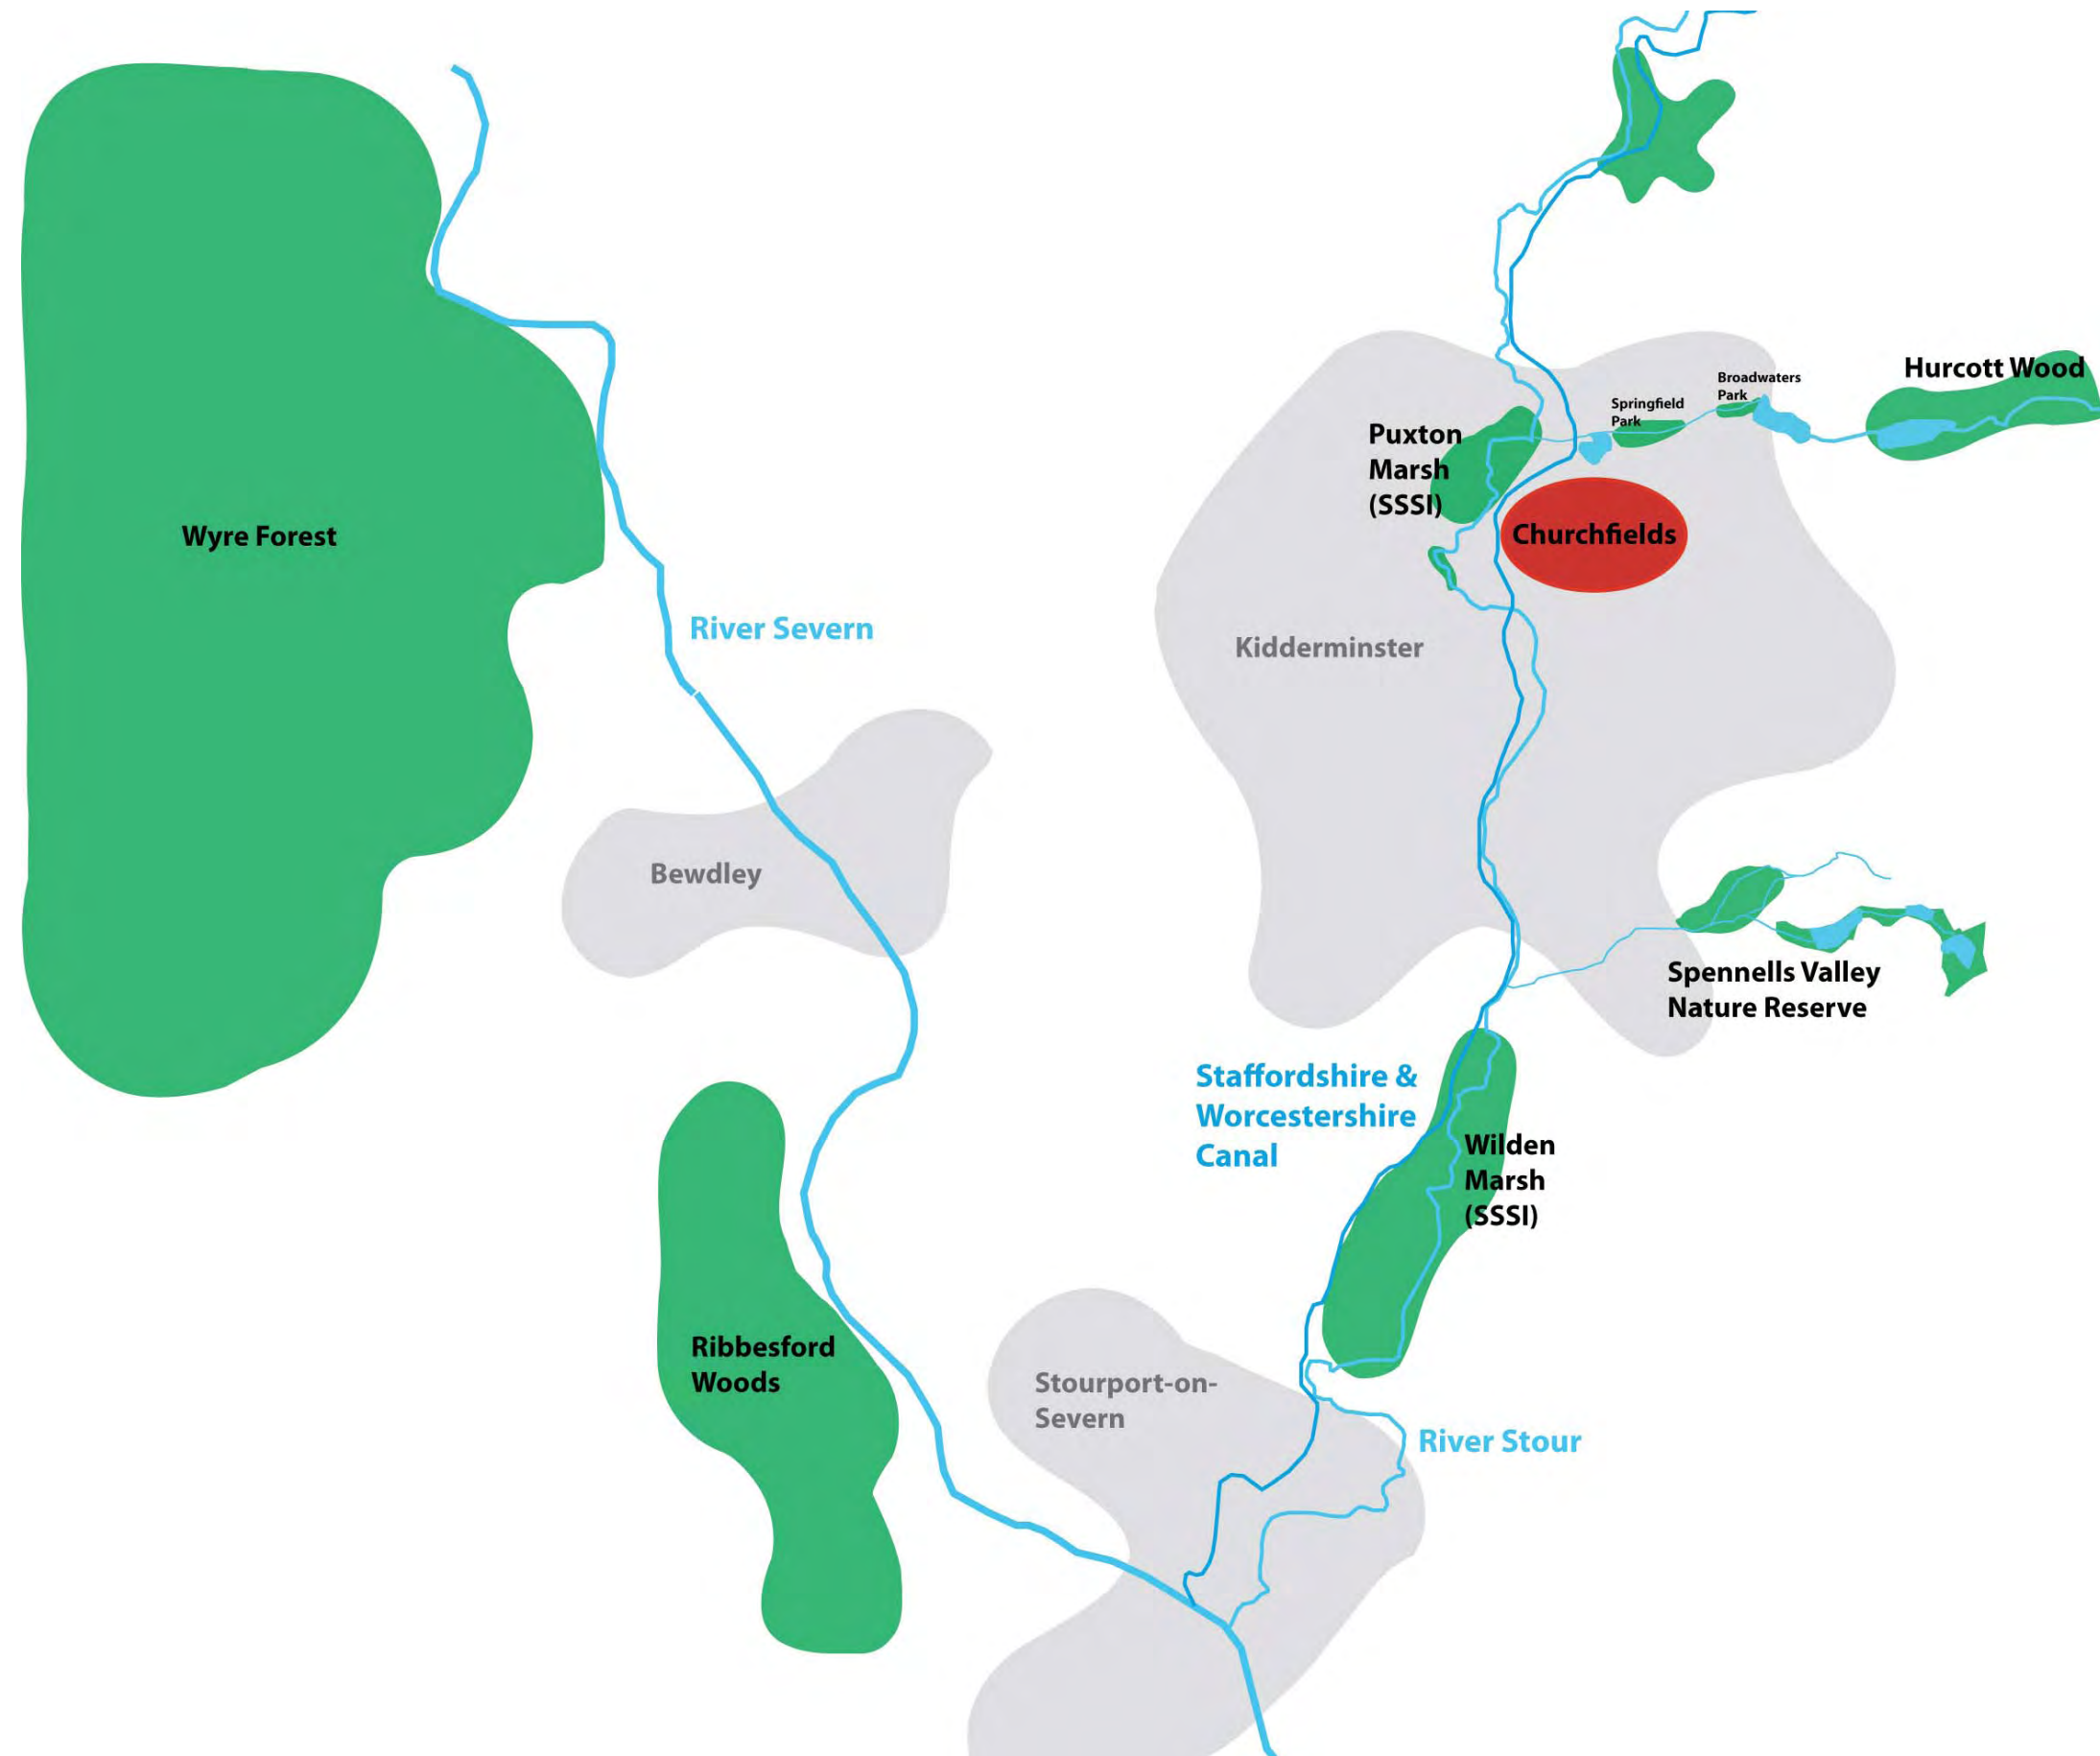 Hurcott Wood
Broadwaters
Park
Springfield
Park
Puxton
Marsh
(SSSI)
Churchfields
Wyre Forest
River Severn
Kidderminster
Bewdley
Spennells Valley
Nature Reserve
Staffordshire &
Worcestershire
Canal
Wilden
Marsh
(SSSI)
Ribbesford
Woods
Stourport-on-
Severn
River Stour